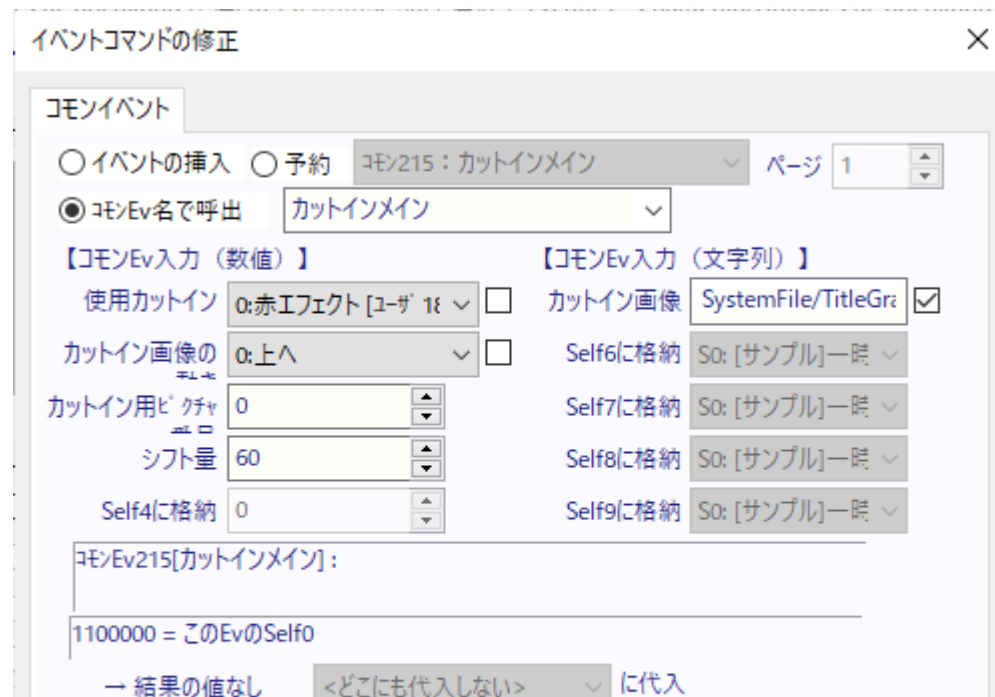 イベントコマンドの修正
コモンイベント
イベントの挿入 予約 ｺﾓﾝ215：カットインメイン ページ 1
ｺﾓﾝEv名で呼出 カットインメイン
【コモンEv入力（数値）】 【コモンEv入力（文字列）】
使用カットイン 0:赤エフェクト [ﾕｰｻﾞ 18 カットイン画像 SystemFile/TitleGra
カットイン画像の 0:上へ Self6に格納 S0: [サンプル]一時
カットイン用ﾋﾟｸﾁｬ 0 Self7に格納 S0: [サンプル]一時
シフト量 60 Self8に格納 S0: [サンプル]一時
Self4に格納 0 Self9に格納 S0: [サンプル]一時
ｺﾓﾝEv215[カットインメイン] :
1100000 = このEvのSelf0
→ 結果の値なし <どこにも代入しない> に代入